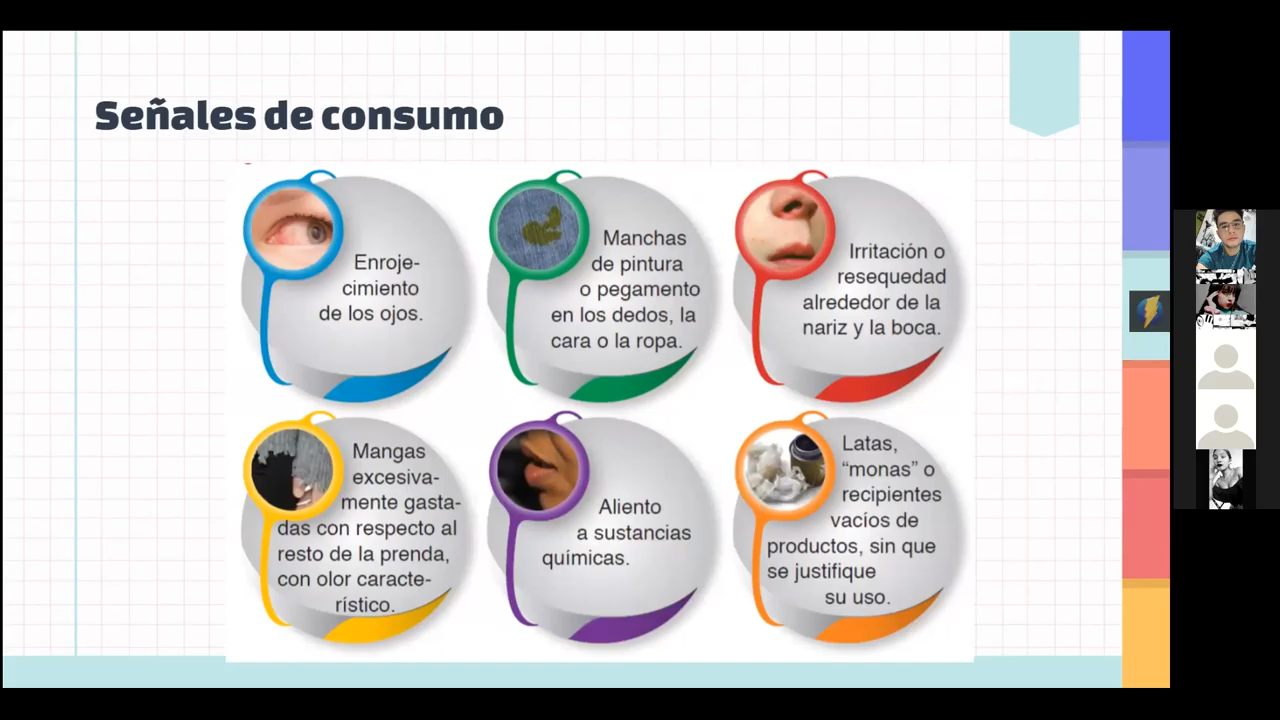 Señales de consumo
Enroje-
cimiento
de los ojos.
Manchas
de pintura
o pegamento
en los dedos, la
cara o la ropa.
Irritación o
resequedad
alrededor de la
nariz y la boca.
Mangas
excesiva-
mente gasta-
das con respecto al
resto de la prenda,
con olor caracte-
rístico.
Aliento
a sustancias
químicas.
Latas,
“monas” o
recipientes
vacíos de
productos, sin que
se justifique
su uso.